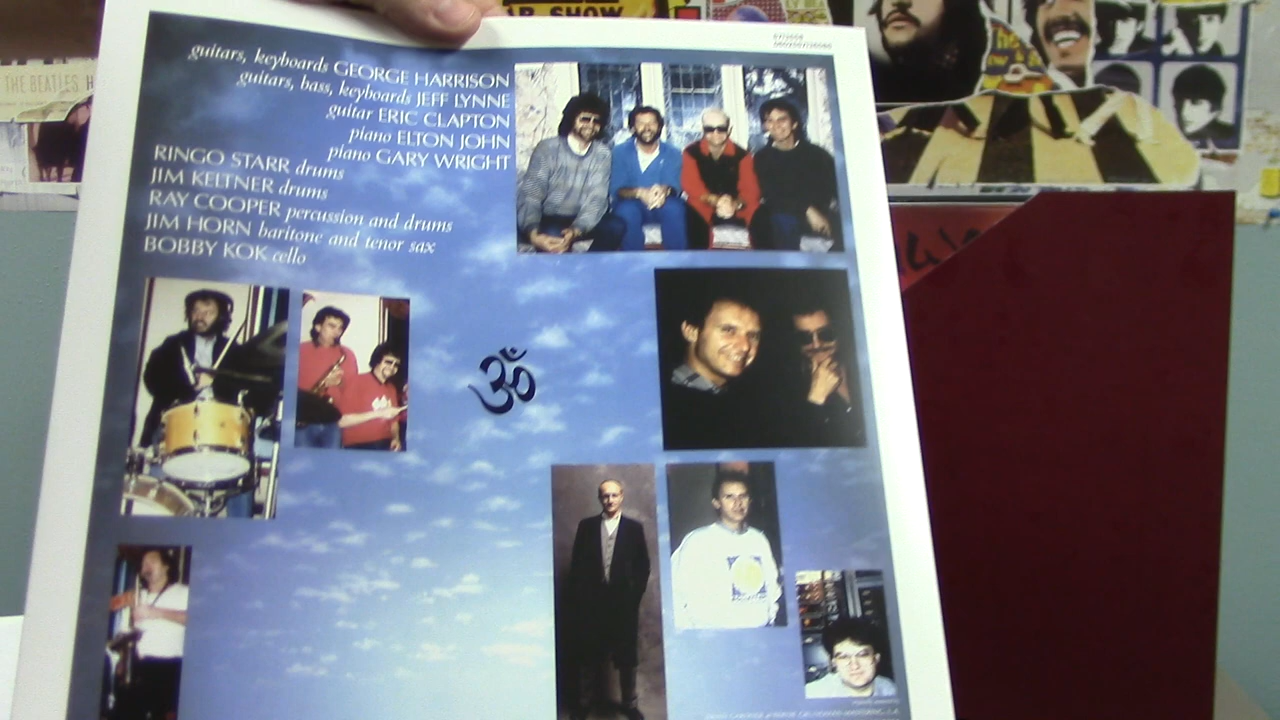 AIR SHOW
THE BEATLES
guitars, keyboards GEORGE HARRISON
guitars, bass, keyboards JEFF LYNNE
guitar ERIC CLAPTON
piano ELTON JOHN
piano GARY WRIGHT
RINGO STARR drums
JIM KELTNER drums
RAY COOPER percussion and drums
JIM HORN baritone and tenor sax
BOBBY KOK cello
ॐ